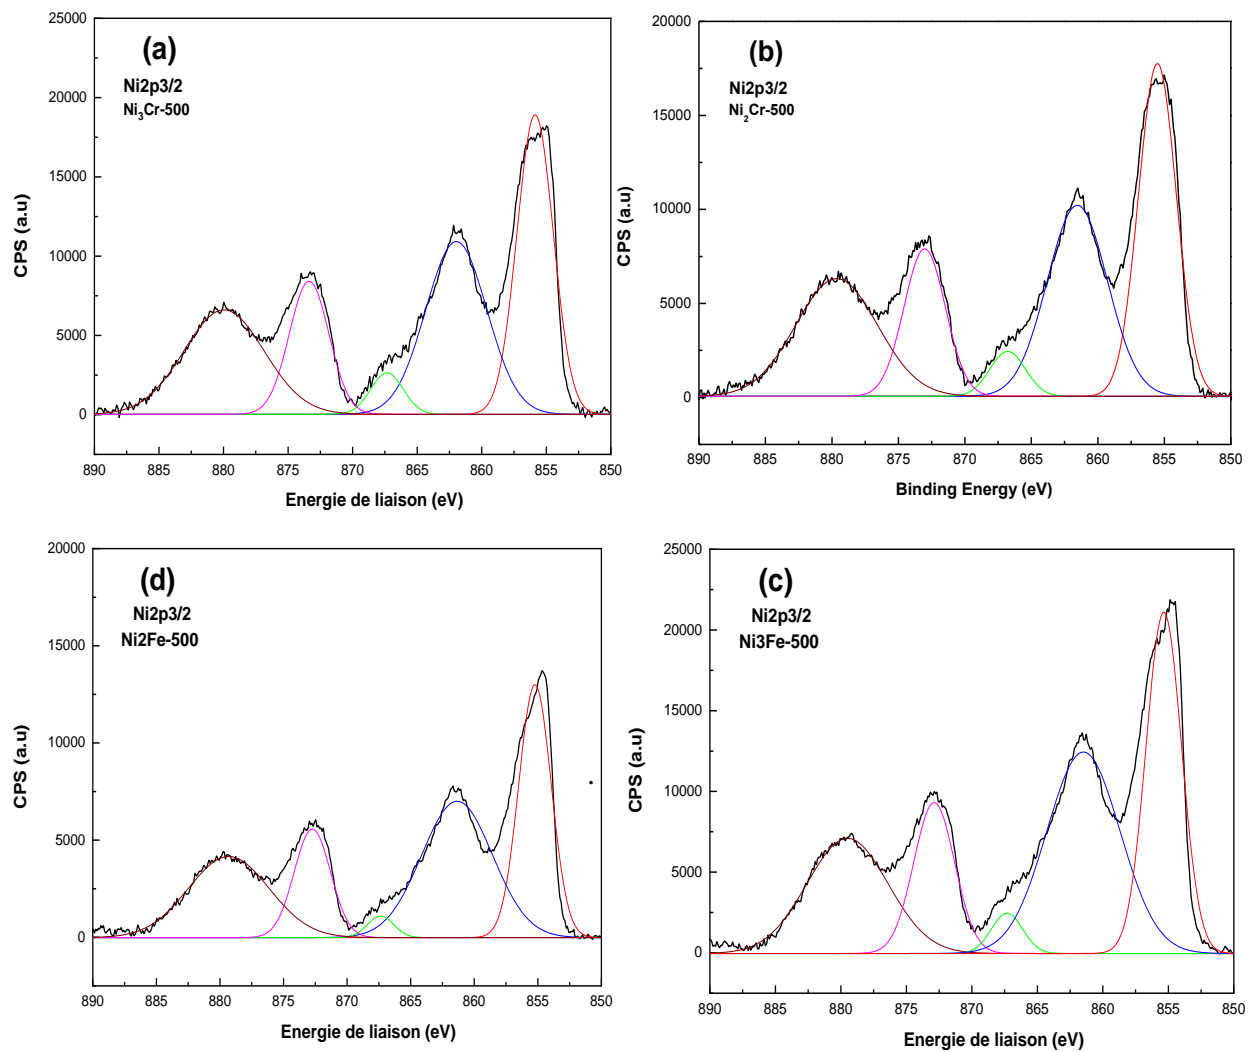 (a)
Ni2p3/2
Ni3Cr-500
25000
20000
15000
10000
5000
0
CPS (a.u)
890 885 880 875 870 865 860 855 850
Energie de liaison (eV)
(b)
Ni2p3/2
Ni2Cr-500
20000
15000
10000
5000
0
CPS (a.u)
890 885 880 875 870 865 860 855 850
Binding Energy (eV)
(d)
Ni2p3/2
Ni2Fe-500
20000
15000
10000
5000
0
CPS (a.u)
890 885 880 875 870 865 860 855 850
Energie de liaison (eV)
(c)
Ni2p3/2
Ni3Fe-500
25000
20000
15000
10000
5000
0
CPS (a.u)
890 885 880 875 870 865 860 855 850
Energie de liaison (eV)